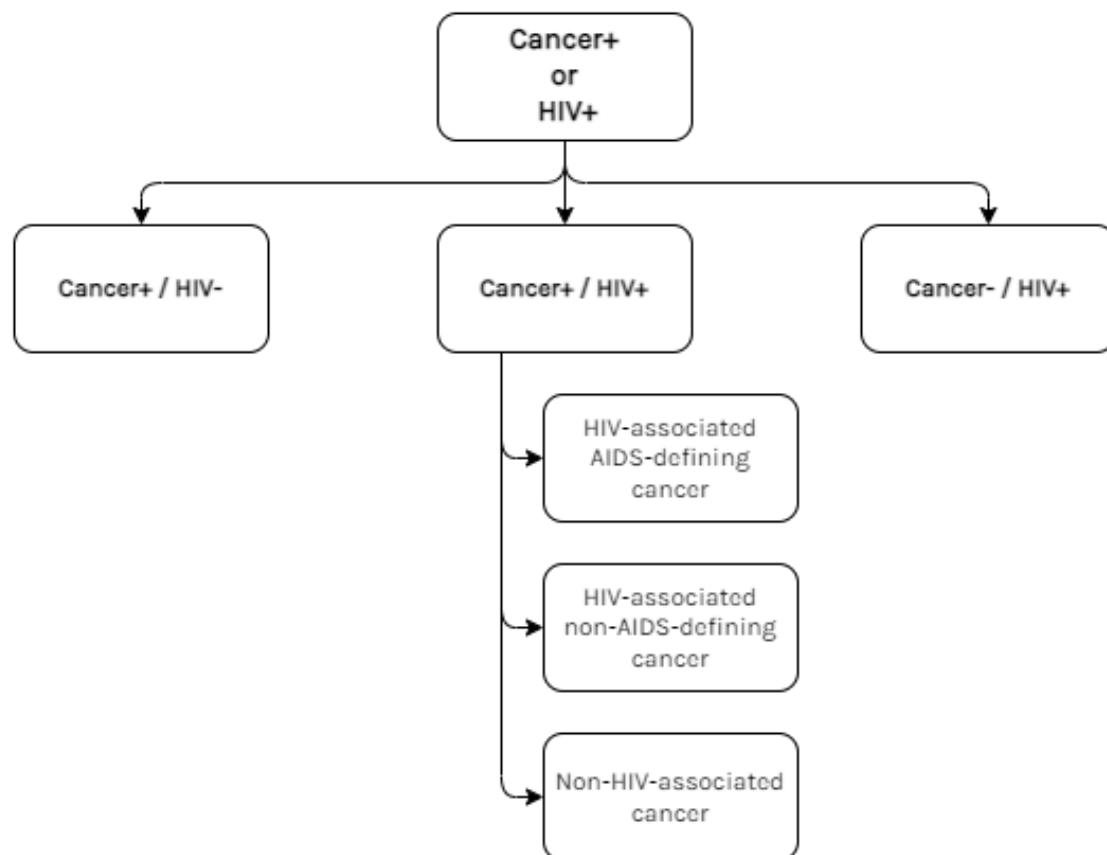 Cancer+
or
HIV+
Cancer+ / HIV-
Cancer+ / HIV+
Cancer- / HIV+
HIV-associated
AIDS-defining
cancer
HIV-associated
non-AIDS-defining
cancer
Non-HIV-associated
cancer